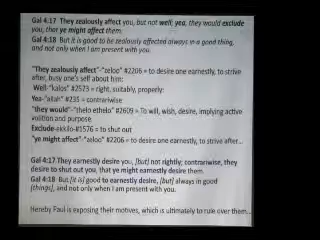 Gal 4:17 They zealously affect you, but not well; yea, they would exclude
you, that ye might affect them.
Gal 4:18 But it is good to be zealously affected always in a good thing,
and not only when I am present with you.
"They zealously affect"-"zeloo" #2206 = to desire one earnestly, to strive
after, busy one's self about him:
Well-"kalos" #2573 = right, suitably, properly:
Yea-"allah" #235 = contrariwise
"they would"-"thelo ethelo" #2609 = To will, wish, desire, implying active
volition and purpose
Exclude-ekkilo-#1576 = to shut out
"ye might affect"-"zeloo" #2206 = to desire one earnestly, to strive after...
Gal 4:17 They earnestly desire you, [but] not rightly; contrariwise, they
desire to shut out you, that ye might earnestly desire them.
Gal 4:18 But [it is] good to earnestly desire, [but] always in good
[things], and not only when I am present with you.
Hereby Paul is exposing their motives, which is ultimately to rule over them...